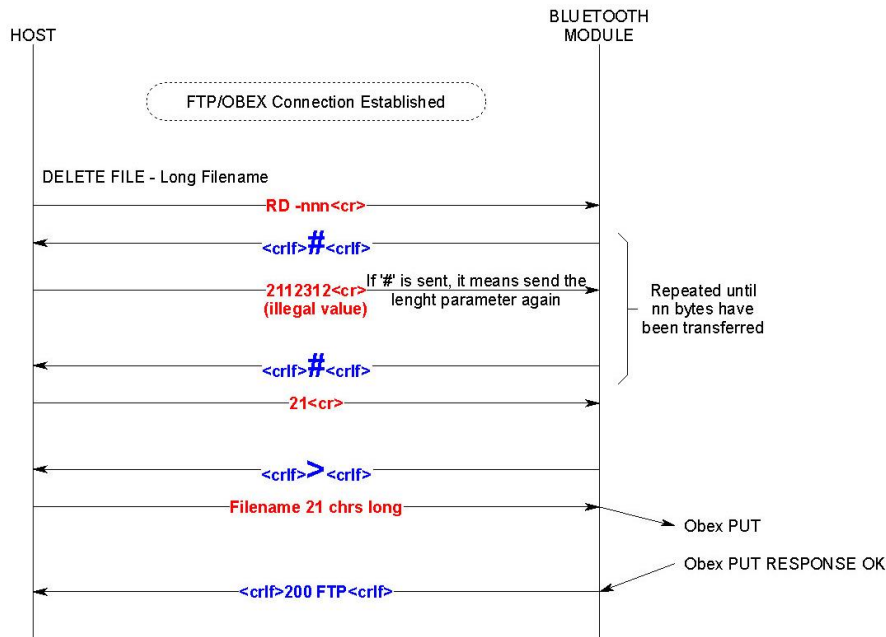 HOST
BLUETOOTH
MODULE
FTP/OBEX Connection Established
DELETE FILE - Long Filename
RD -nnn<cr>
<crlf>#<crlf>
2112312<cr>
(illegal value)
If '#' is sent, it means send the
lenght parameter again
Repeated until
nn bytes have
been transferred
<crlf>#<crlf>
21<cr>
<crlf>><crlf>
Filename 21 chrs long
Obex PUT
Obex PUT RESPONSE OK
<crlf>200 FTP<crlf>